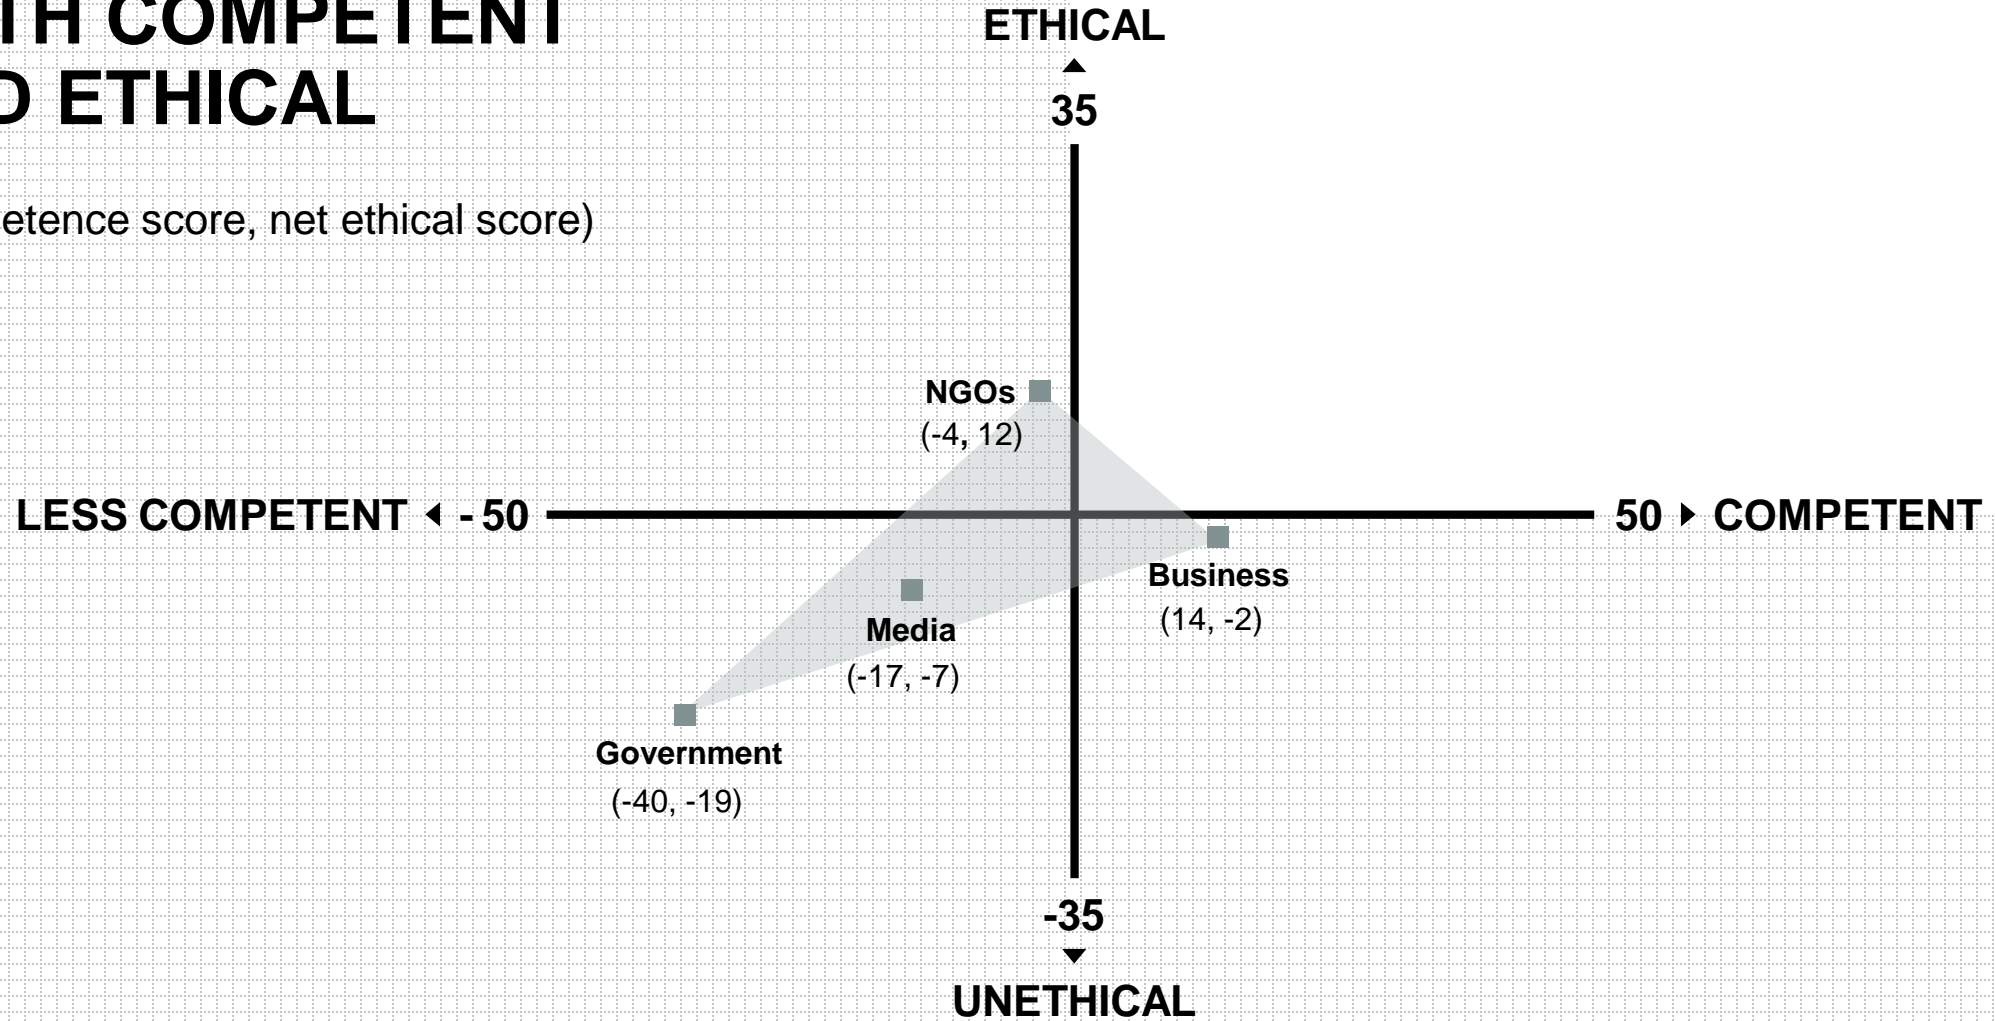 TH COMPETENT
D ETHICAL
etence score, net ethical score)
ETHICAL
35
NGOs
(-4, 12)
LESS COMPETENT
- 50
50
COMPETENT
Business
(14, -2)
Media
(-17, -7)
Government
(-40, -19)
-35
UNETHICAL